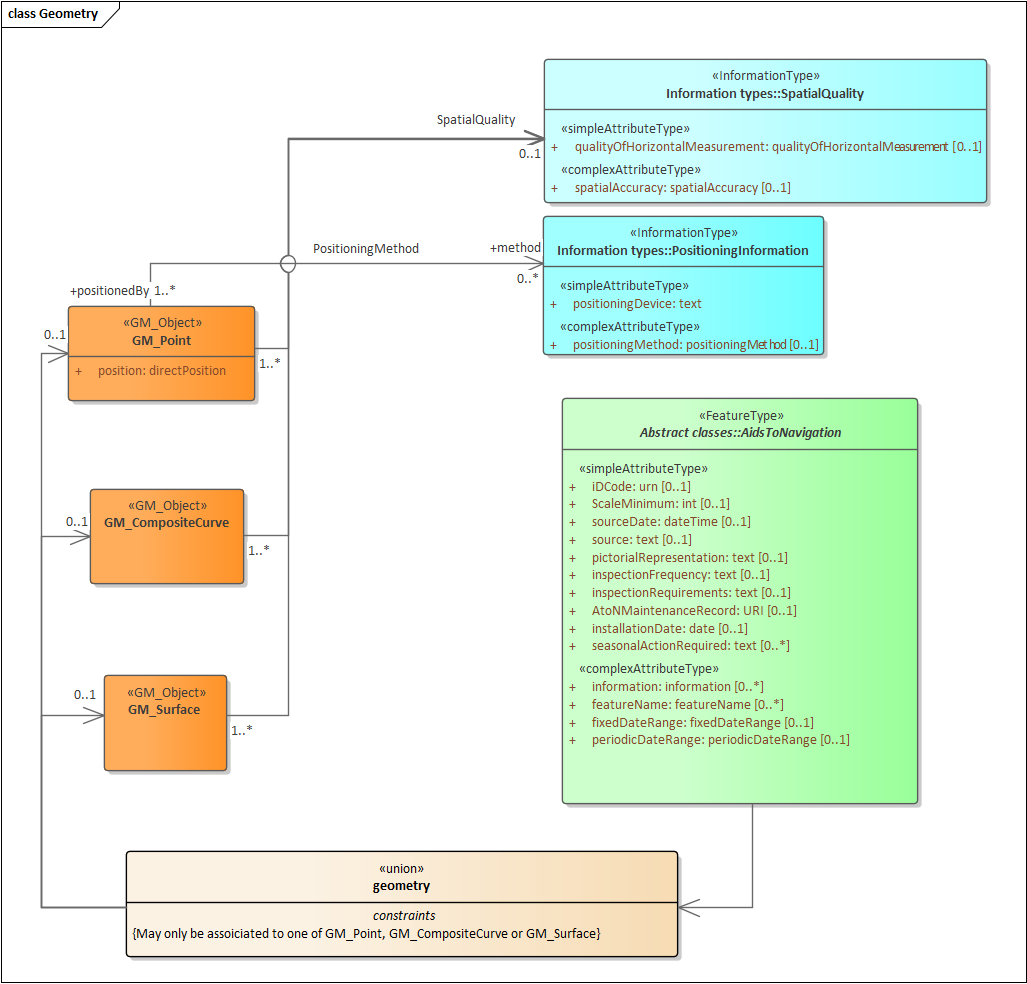 class Geometry
«InformationType»
Information types::SpatialQuality
«simpleAttributeType»
+ qualityOfHorizontalMeasurement: qualityOfHorizontalMeasurement [0..1]
«complexAttributeType»
+ spatialAccuracy: spatialAccuracy [0..1]
SpatialQuality
0..1
«InformationType»
Information types::PositioningInformation
«simpleAttributeType»
+ positioningDevice: text
«complexAttributeType»
+ positioningMethod: positioningMethod [0..1]
PositioningMethod
+method
0..*
+positionedBy 1..*
«GM_Object»
GM_Point
+ position: directPosition
0..1
1..*
«GM_Object»
GM_CompositeCurve
0..1
1..*
«GM_Object»
GM_Surface
0..1
1..*
«FeatureType»
Abstract classes::AidsToNavigation
«simpleAttributeType»
+ iDCode: urn [0..1]
+ ScaleMinimum: int [0..1]
+ sourceDate: dateTime [0..1]
+ source: text [0..1]
+ pictorialRepresentation: text [0..1]
+ inspectionFrequency: text [0..1]
+ inspectionRequirements: text [0..1]
+ AtoNMaintenanceRecord: URI [0..1]
+ installationDate: date [0..1]
+ seasonalActionRequired: text [0..*]
«complexAttributeType»
+ information: information [0..*]
+ featureName: featureName [0..*]
+ fixedDateRange: fixedDateRange [0..1]
+ periodicDateRange: periodicDateRange [0..1]
«union»
geometry
constraints
{May only be assoiciated to one of GM_Point, GM_CompositeCurve or GM_Surface}